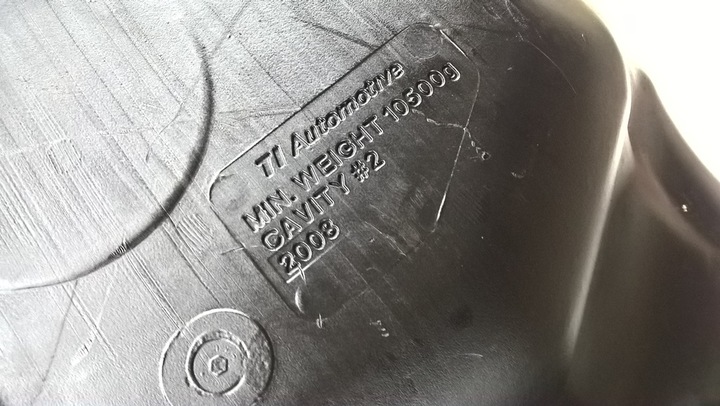 TI Automotive
MIN. WEIGHT 10500g
CAVITY #2
2008